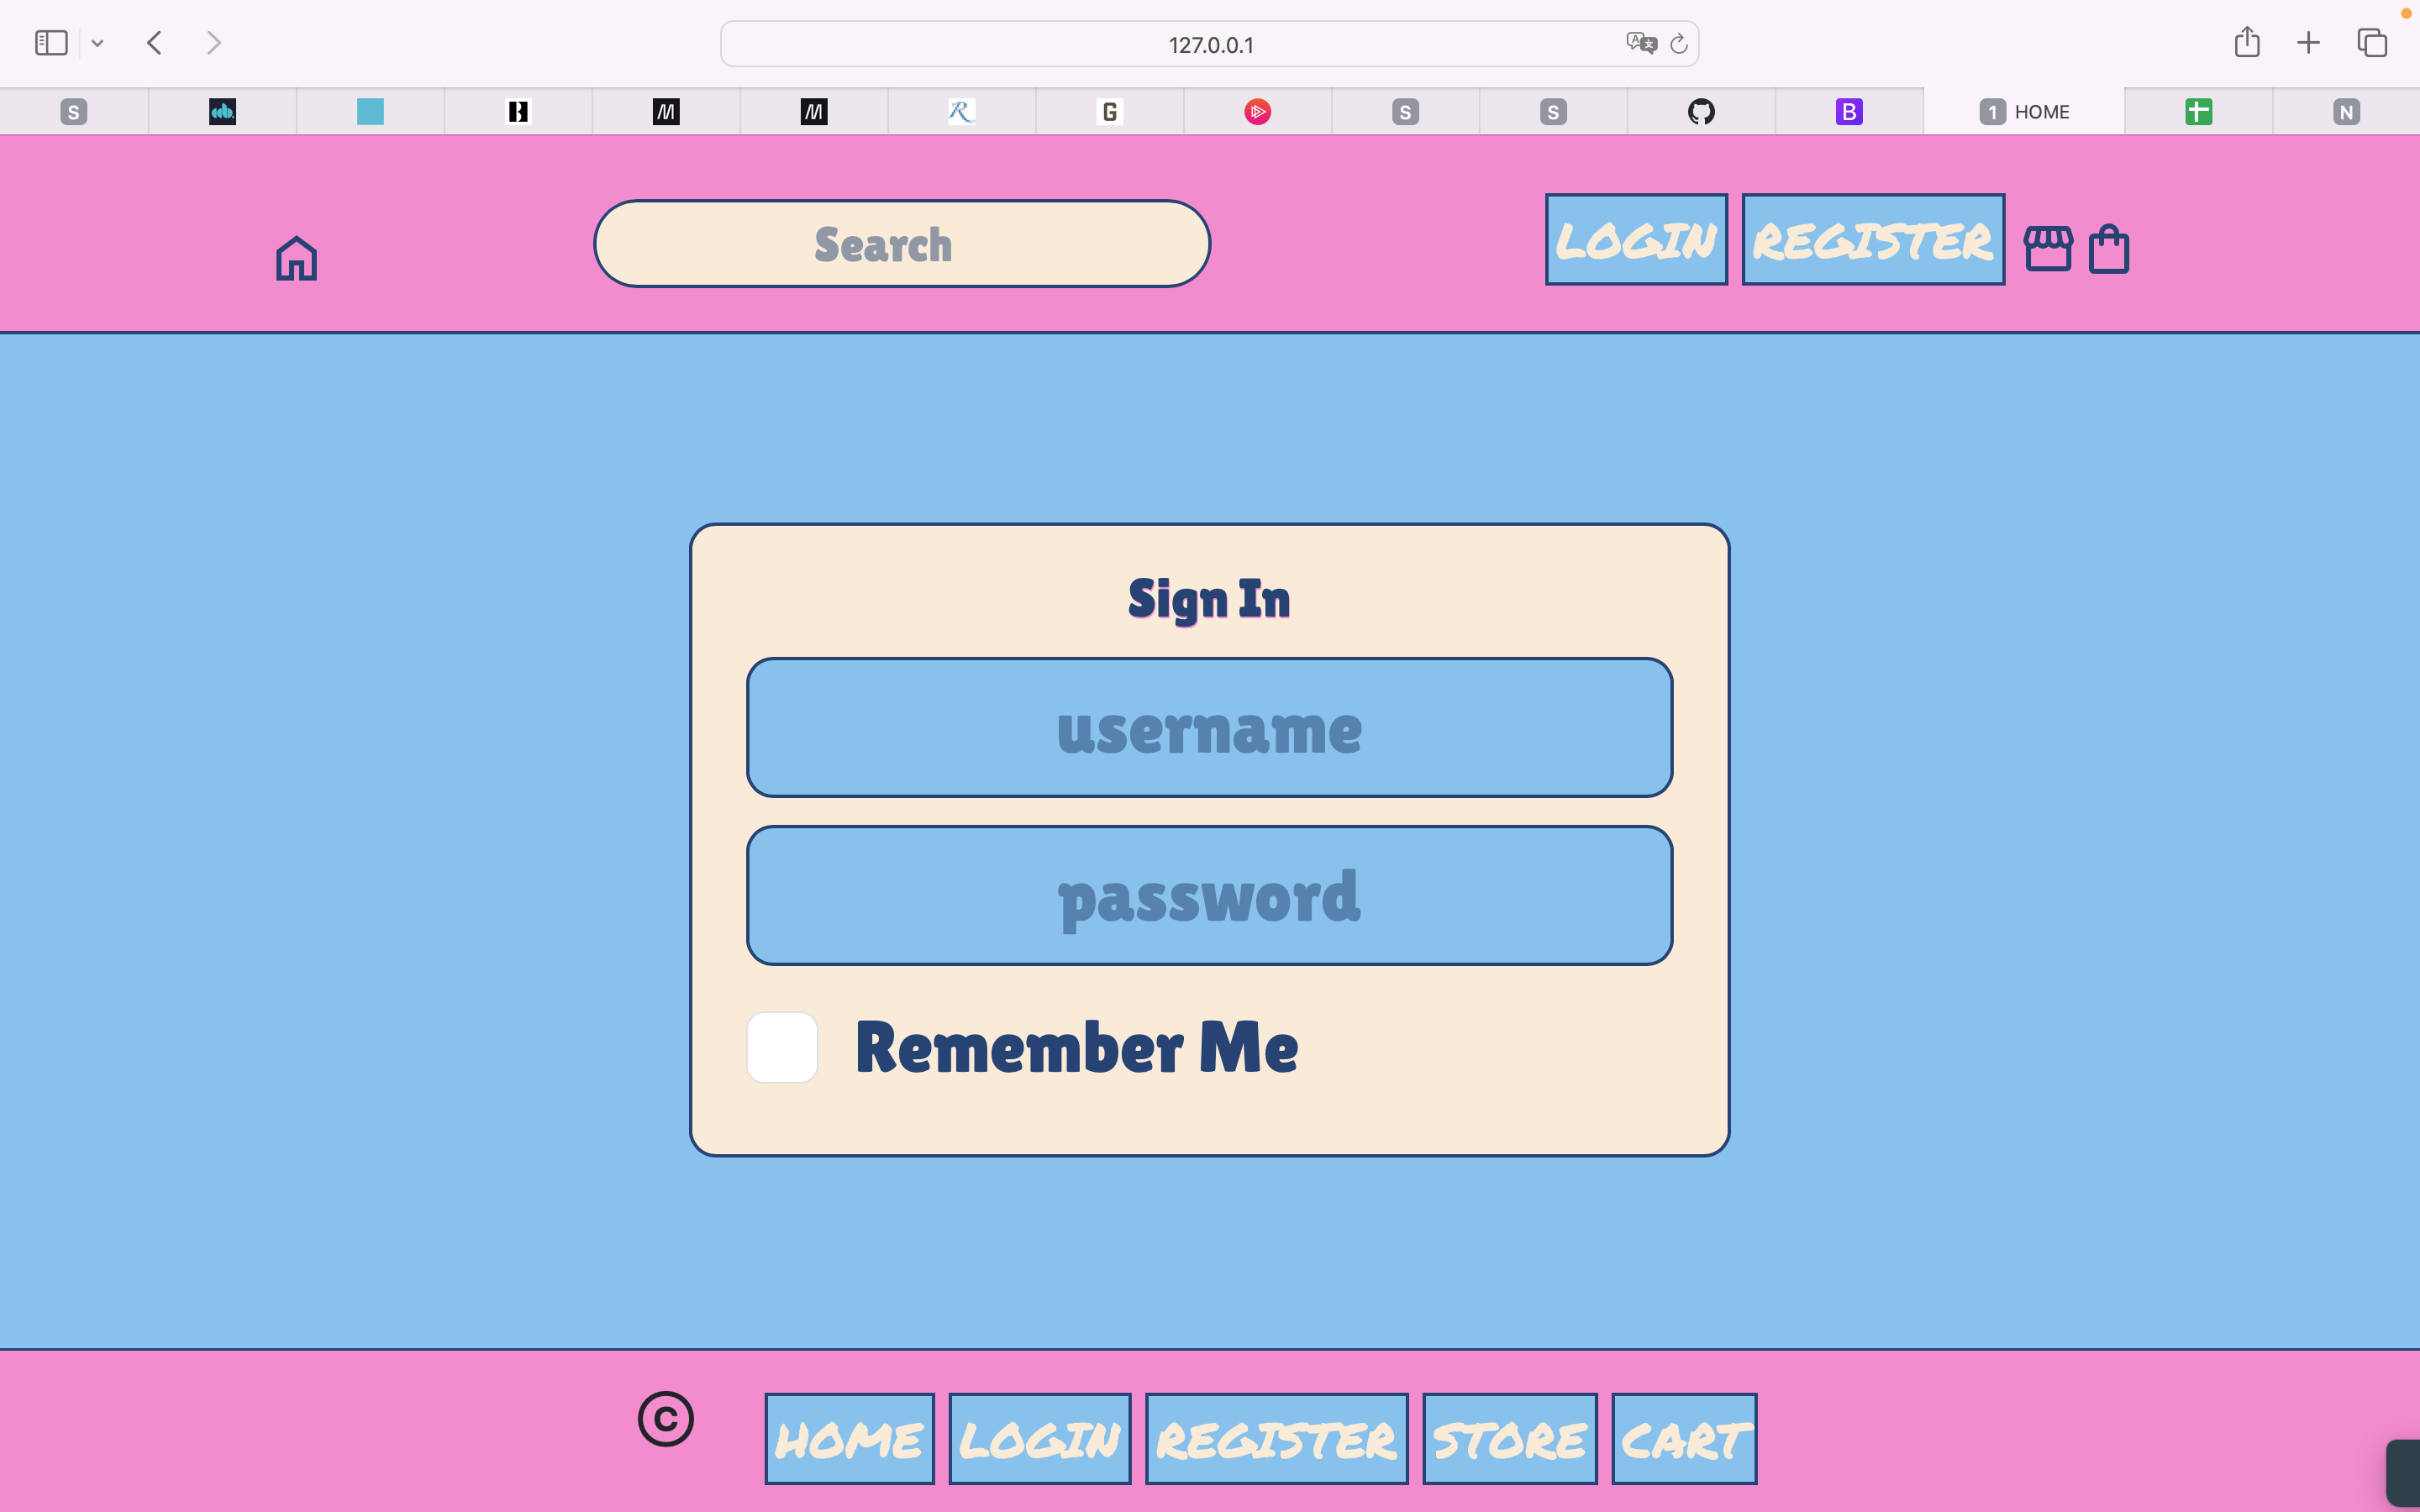 127.0.0.1
S
B
M
M
R
G
S
S
B
1 HOME
N
Search
LOGIN
REGISTER
Sign In
username
password
Remember Me
©
HOME
LOGIN
REGISTER
STORE
CART